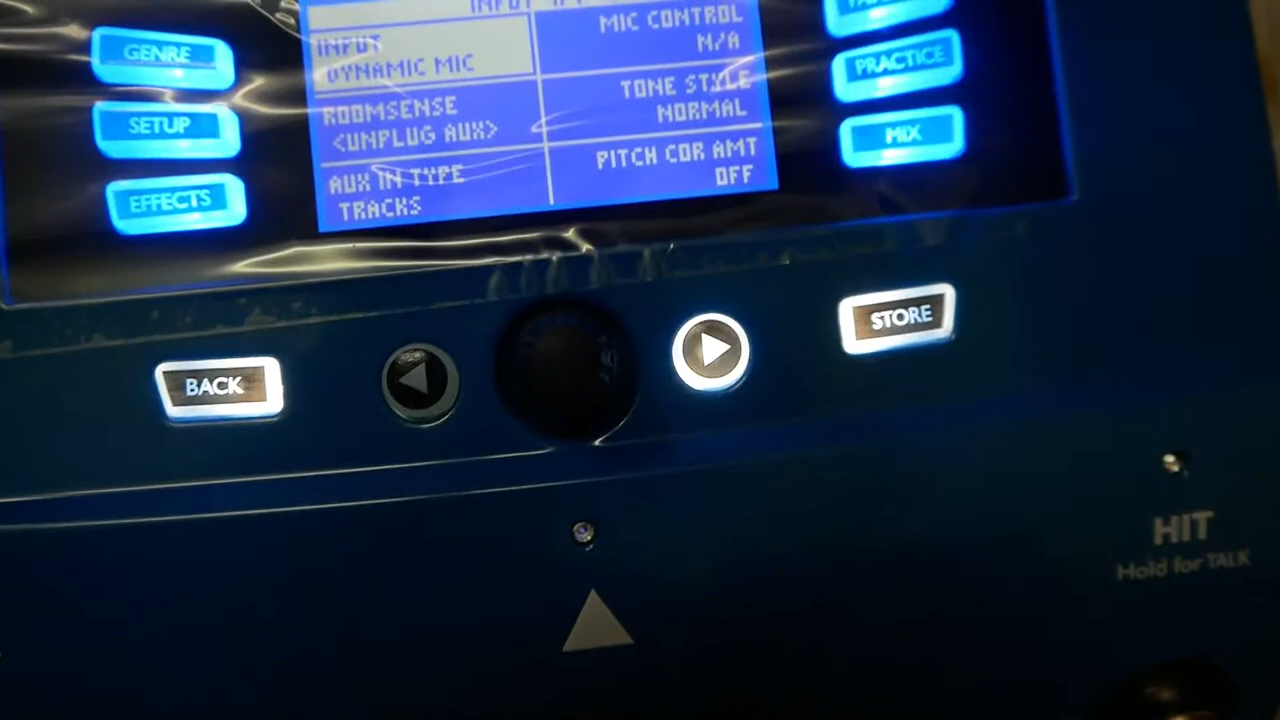 INPUT
GENRE
SETUP
EFFECTS
INPUT
DYNAMIC MIC
ROOMSENSE
<UNPLUG AUX>
AUX IN TYPE
TRACKS
MIC CONTROL
N/A
TONE STYLE
NORMAL
PITCH COR AMT
OFF
PRACTICE
MIX
BACK
STORE
HIT
Hold for TALK